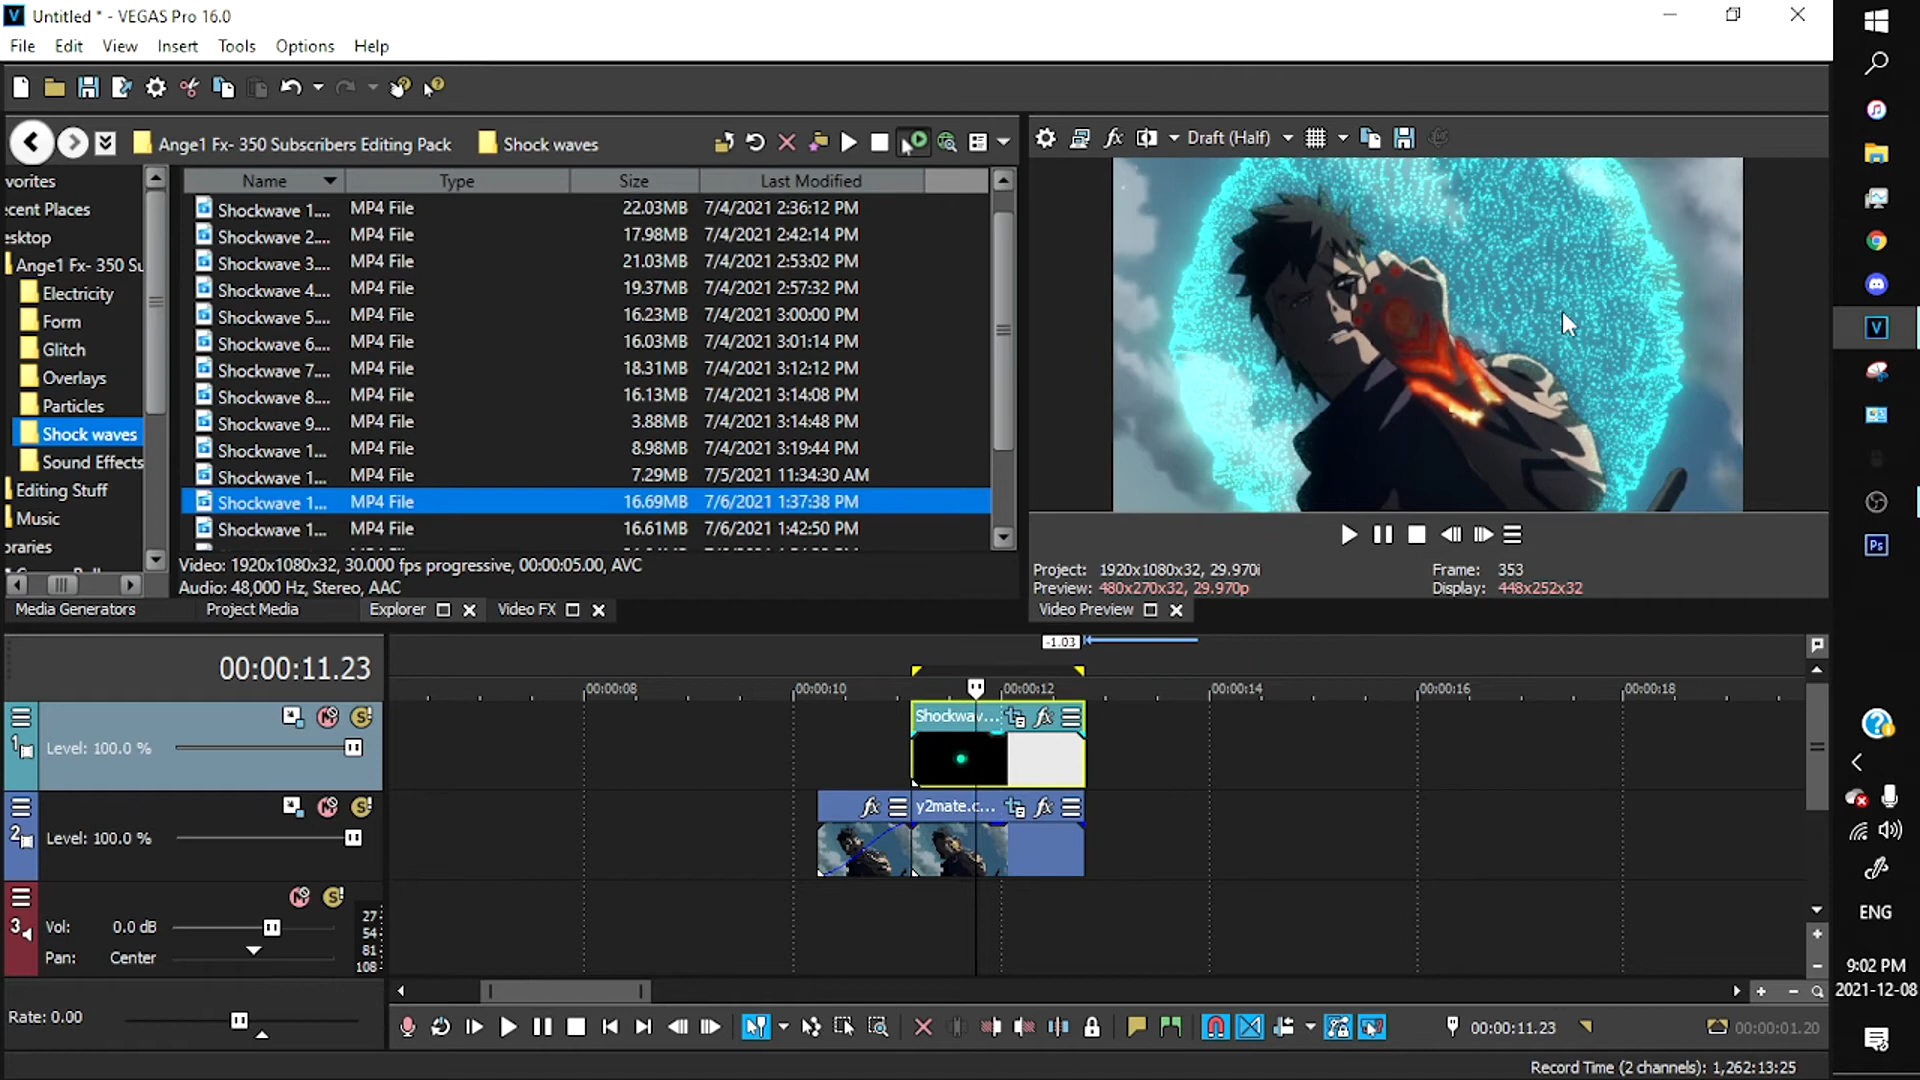 Untitled * - VEGAS Pro 16.0
File Edit View Insert Tools Options Help
Ange1 Fx- 350 Subscribers Editing Pack Shock waves
Draft (Half)
Name Type Size Last Modified
vorites
ecent Places
esktop
Ange1 Fx- 350 Su
Electricity
Form
Glitch
Overlays
Particles
Shock waves
Sound Effects
Editing Stuff
Music
oraries
Shockwave 1.... MP4 File 22.03MB 7/4/2021 2:36:12 PM
Shockwave 2.... MP4 File 17.98MB 7/4/2021 2:42:14 PM
Shockwave 3.... MP4 File 21.03MB 7/4/2021 2:53:02 PM
Shockwave 4.... MP4 File 19.37MB 7/4/2021 2:57:32 PM
Shockwave 5.... MP4 File 16.23MB 7/4/2021 3:00:00 PM
Shockwave 6.... MP4 File 16.03MB 7/4/2021 3:01:14 PM
Shockwave 7.... MP4 File 18.31MB 7/4/2021 3:12:12 PM
Shockwave 8.... MP4 File 16.13MB 7/4/2021 3:14:08 PM
Shockwave 9.... MP4 File 3.88MB 7/4/2021 3:14:48 PM
Shockwave 1... MP4 File 8.98MB 7/4/2021 3:19:44 PM
Shockwave 1... MP4 File 7.29MB 7/5/2021 11:34:30 AM
Shockwave 1... MP4 File 16.69MB 7/6/2021 1:37:38 PM
Shockwave 1... MP4 File 16.61MB 7/6/2021 1:42:50 PM
Video: 1920x1080x32, 30.000 fps progressive, 00:00:05.00, AVC
Audio: 48,000 Hz, Stereo, AAC
Media Generators Project Media Explorer Video FX
Project: 1920x1080x32, 29.970i Frame: 353
Preview: 480x270x32, 29.970p Display: 448x252x32
Video Preview
-1.03
00:00:11.23
00:00:08 00:00:10 00:00:12 00:00:14 00:00:16 00:00:18
Shockwav... fx
1 Level: 100.0 %
fx y2mate.c... fx
2 Level: 100.0 %
3 Vol: 0.0 dB
Pan: Center
27
54
81
108
Rate: 0.00
00:00:11.23 00:00:01.20
Record Time (2 channels): 1,262:13:25
V
Ps
ENG
9:02 PM
2021-12-08